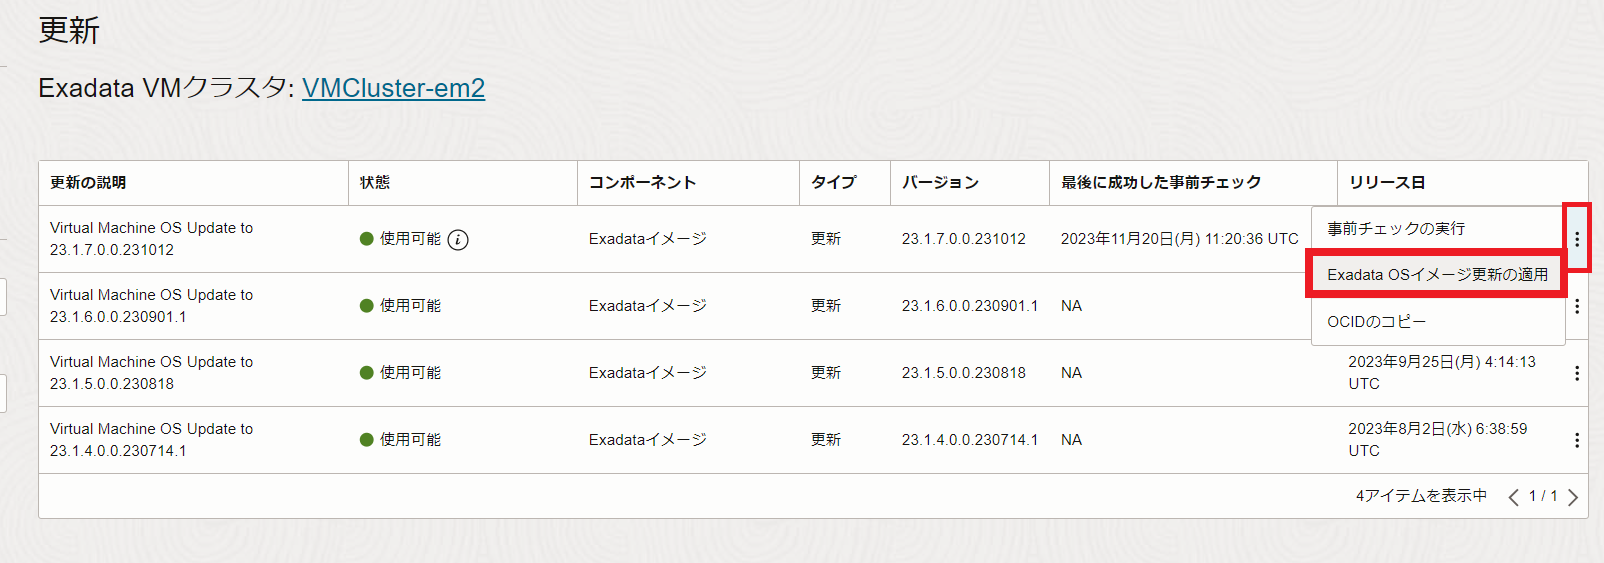 更新
Exadata VMクラスタ: VMCluster-em2
更新の説明 状態 コンポーネント タイプ バージョン 最後に成功した事前チェック リリース日
Virtual Machine OS Update to
23.1.7.0.0.231012
使用可能 Exadataイメージ 更新 23.1.7.0.0.231012 2023年11月20日(月) 11:20:36 UTC
事前チェックの実行
Exadata OSイメージ更新の適用
OCIDのコピー
Virtual Machine OS Update to
23.1.6.0.0.230901.1
使用可能 Exadataイメージ 更新 23.1.6.0.0.230901.1 NA
Virtual Machine OS Update to
23.1.5.0.0.230818
使用可能 Exadataイメージ 更新 23.1.5.0.0.230818 NA
2023年9月25日(月) 4:14:13
UTC
Virtual Machine OS Update to
23.1.4.0.0.230714.1
使用可能 Exadataイメージ 更新 23.1.4.0.0.230714.1 NA
2023年8月2日(水) 6:38:59
UTC
4アイテムを表示中 1 / 1